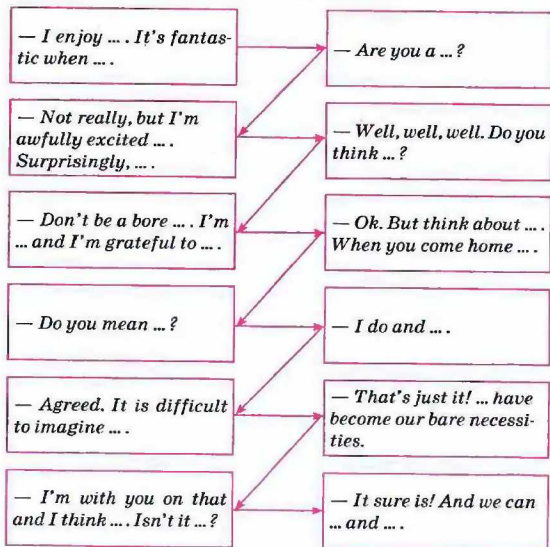 — I enjoy .... It's fantas-
tic when ....
— Are you a ...?
— Not really, but I'm
awfully excited ....
Surprisingly, ....
— Well, well, well. Do you
think ...?
— Don't be a bore .... I'm
... and I'm grateful to ....
— Ok. But think about ....
When you come home ....
— Do you mean ...?
— I do and ....
— Agreed. It is difficult
to imagine ....
— That's just it! ... have
become our bare necessi-
ties.
— I'm with you on that
and I think .... Isn't it ...?
— It sure is! And we can
... and ....